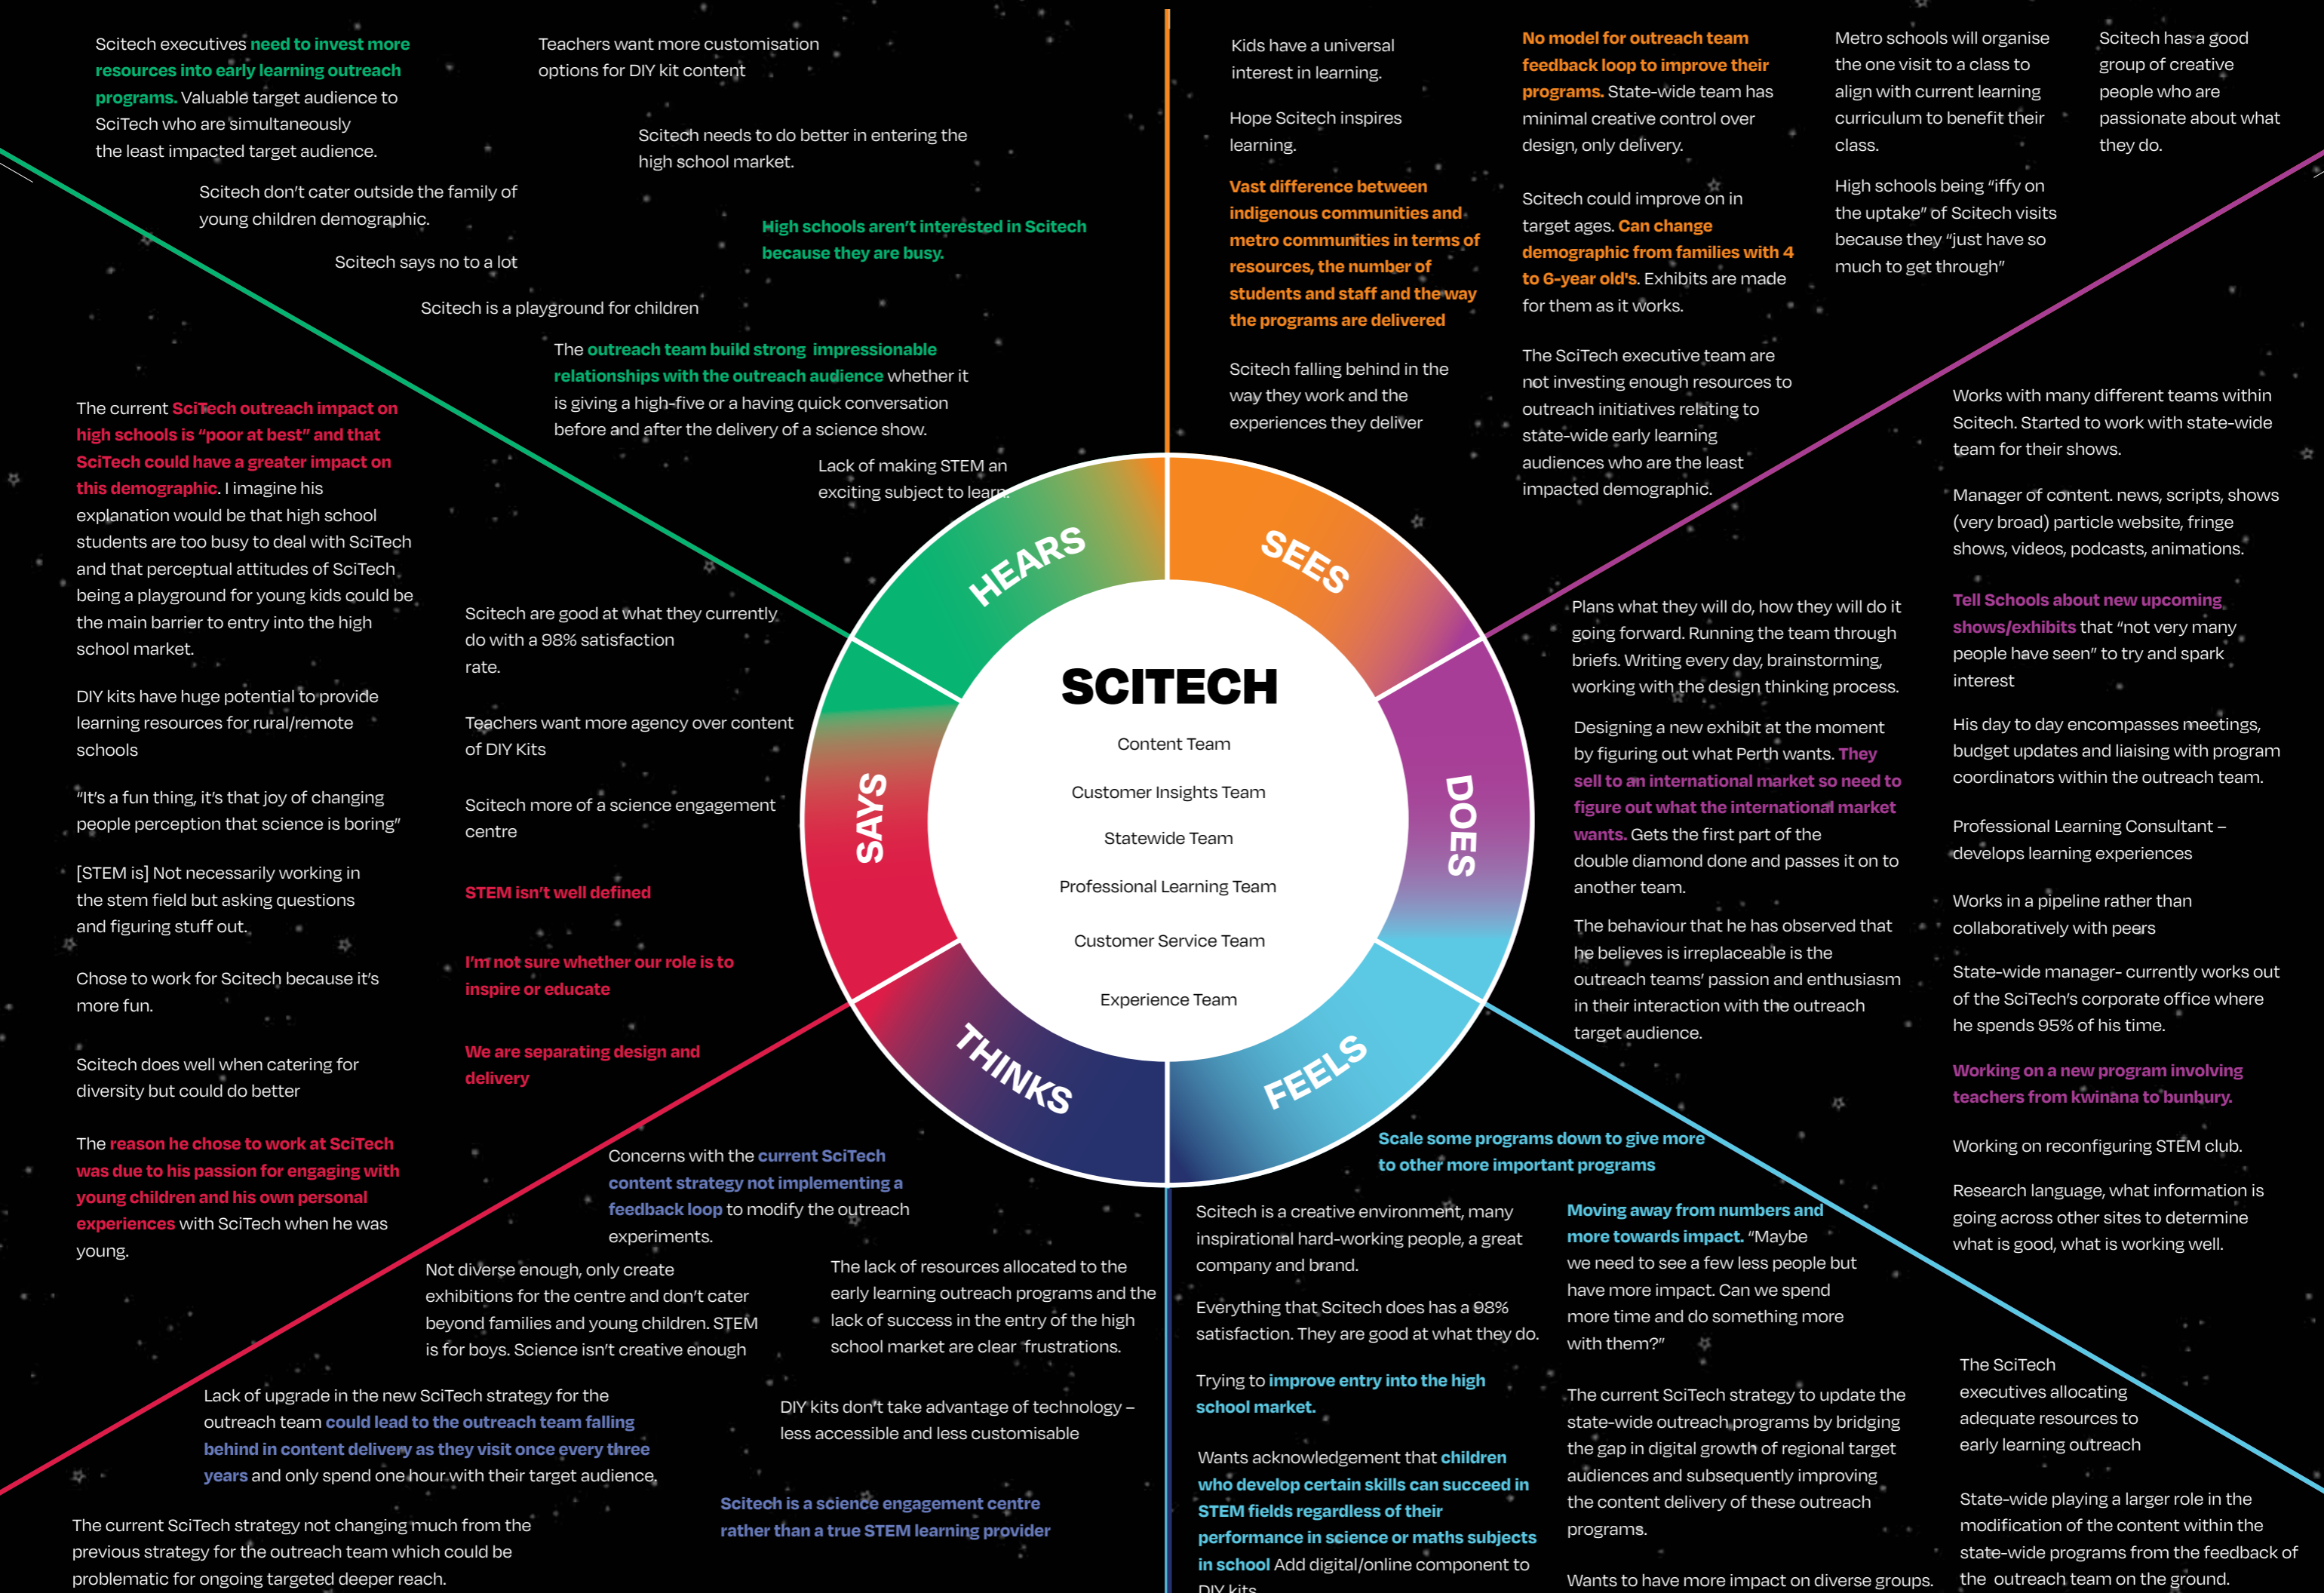 Scitech executives need to invest more
resources into early learning outreach
programs. Valuable target audience to
SciTech who are simultaneously
the least impacted target audience.
Teachers want more customisation
options for DIY kit content
Scitech needs to do better in entering the
high school market.
Scitech don't cater outside the family of
young children demographic.
High schools aren't interested in Scitech
because they are busy.
Scitech says no to a lot
Scitech is a playground for children
The outreach team build strong impressionable
relationships with the outreach audience whether it
is giving a high-five or a having quick conversation
before and after the delivery of a science show.
Lack of making STEM an
exciting subject to learn.
Kids have a universal
interest in learning.
Hope Scitech inspires
learning.
Vast difference between
indigenous communities and
metro communities in terms of
resources, the number of
students and staff and the way
the programs are delivered
Scitech falling behind in the
way they work and the
experiences they deliver
No model for outreach team
feedback loop to improve their
programs. State-wide team has
minimal creative control over
design, only delivery.
Scitech could improve on in
target ages. Can change
demographic from families with 4
to 6-year old's. Exhibits are made
for them as it works.
The SciTech executive team are
not investing enough resources to
outreach initiatives relating to
state-wide early learning
audiences who are the least
impacted demographic.
Metro schools will organise
the one visit to a class to
align with current learning
curriculum to benefit their
class.
High schools being “iffy on
the uptake” of Scitech visits
because they “just have so
much to get through”
Scitech has a good
group of creative
people who are
passionate about what
they do.
The current SciTech outreach impact on
high schools is “poor at best” and that
SciTech could have a greater impact on
this demographic. I imagine his
explanation would be that high school
students are too busy to deal with SciTech
and that perceptual attitudes of SciTech
being a playground for young kids could be
the main barrier to entry into the high
school market.
DIY kits have huge potential to provide
learning resources for rural/remote
schools
“It's a fun thing, it's that joy of changing
people perception that science is boring”
[STEM is] Not necessarily working in
the stem field but asking questions
and figuring stuff out.
Chose to work for Scitech because it's
more fun.
Scitech does well when catering for
diversity but could do better
The reason he chose to work at SciTech
was due to his passion for engaging with
young children and his own personal
experiences with SciTech when he was
young.
Scitech are good at what they currently
do with a 98% satisfaction
rate.
Teachers want more agency over content
of DIY Kits
Scitech more of a science engagement
centre
STEM isn't well defined
I'm not sure whether our role is to
inspire or educate
We are separating design and
delivery
HEARS
SEES
SAYS
DOES
THINKS
FEELS
SCITECH
Content Team
Customer Insights Team
Statewide Team
Professional Learning Team
Customer Service Team
Experience Team
Plans what they will do, how they will do it
going forward. Running the team through
briefs. Writing every day, brainstorming,
working with the design thinking process.
Designing a new exhibit at the moment
by figuring out what Perth wants. They
sell to an international market so need to
figure out what the international market
wants. Gets the first part of the
double diamond done and passes it on to
another team.
The behaviour that he has observed that
he believes is irreplaceable is the
outreach teams' passion and enthusiasm
in their interaction with the outreach
target audience.
Works with many different teams within
Scitech. Started to work with state-wide
team for their shows.
Manager of content. news, scripts, shows
(very broad) particle website, fringe
shows, videos, podcasts, animations.
Tell Schools about new upcoming
shows/exhibits that “not very many
people have seen” to try and spark
interest
His day to day encompasses meetings,
budget updates and liaising with program
coordinators within the outreach team.
Professional Learning Consultant –
develops learning experiences
Works in a pipeline rather than
collaboratively with peers
State-wide manager- currently works out
of the SciTech's corporate office where
he spends 95% of his time.
Working on a new program involving
teachers from kwinana to bunbury.
Working on reconfiguring STEM club.
Research language, what information is
going across other sites to determine
what is good, what is working well.
Concerns with the current SciTech
content strategy not implementing a
feedback loop to modify the outreach
experiments.
Not diverse enough, only create
exhibitions for the centre and don't cater
beyond families and young children. STEM
is for boys. Science isn't creative enough
The lack of resources allocated to the
early learning outreach programs and the
lack of success in the entry of the high
school market are clear frustrations.
Lack of upgrade in the new SciTech strategy for the
outreach team could lead to the outreach team falling
behind in content delivery as they visit once every three
years and only spend one hour with their target audience.
DIY kits don't take advantage of technology –
less accessible and less customisable
Scitech is a science engagement centre
rather than a true STEM learning provider
The current SciTech strategy not changing much from the
previous strategy for the outreach team which could be
problematic for ongoing targeted deeper reach.
Scale some programs down to give more
to other more important programs
Scitech is a creative environment, many
inspirational hard-working people, a great
company and brand.
Everything that Scitech does has a 98%
satisfaction. They are good at what they do.
Trying to improve entry into the high
school market.
Wants acknowledgement that children
who develop certain skills can succeed in
STEM fields regardless of their
performance in science or maths subjects
in school Add digital/online component to
DIY kits
Moving away from numbers and
more towards impact. “Maybe
we need to see a few less people but
have more impact. Can we spend
more time and do something more
with them?”
The current SciTech strategy to update the
state-wide outreach programs by bridging
the gap in digital growth of regional target
audiences and subsequently improving
the content delivery of these outreach
programs.
Wants to have more impact on diverse groups.
The SciTech
executives allocating
adequate resources to
early learning outreach
State-wide playing a larger role in the
modification of the content within the
state-wide programs from the feedback of
the outreach team on the ground.